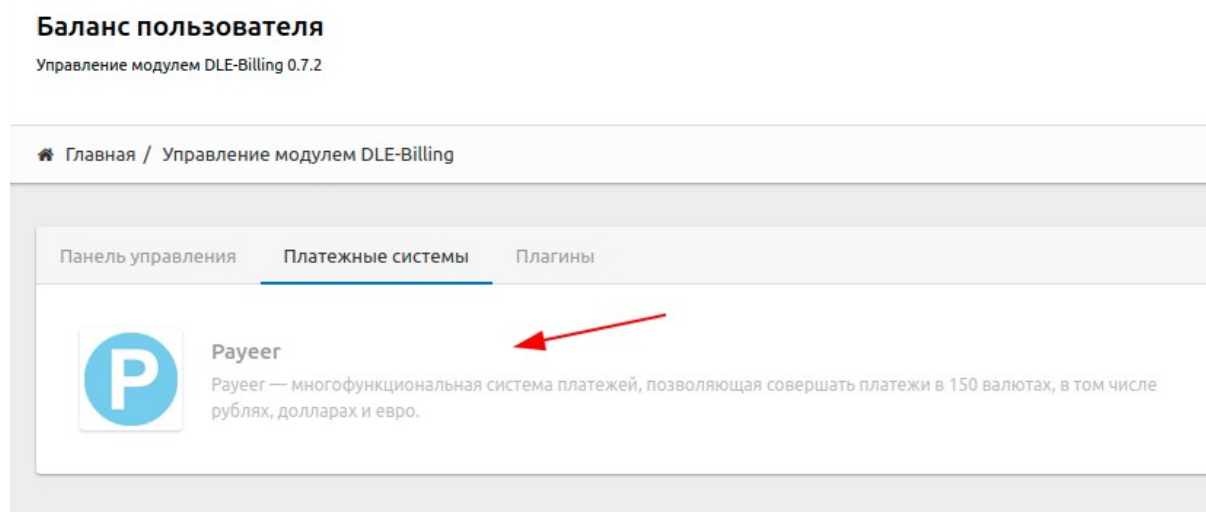 Баланс пользователя
Управление модулем DLE-Billing 0.7.2
Главная / Управление модулем DLE-Billing
Панель управления Платежные системы Плагины
Payeer
Payeer — многофункциональная система платежей, позволяющая совершать платежи в 150 валютах, в том числе
рублях, долларах и евро.